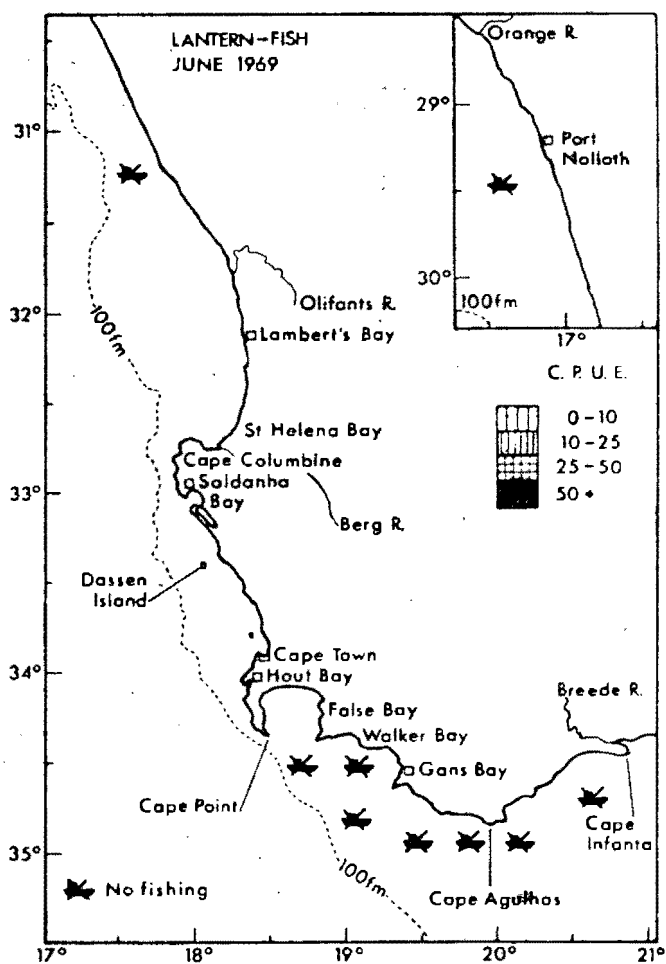 LANTERN-FISH
JUNE 1969
Orange R.
29°
Port
Nolloth
30°
100fm
17°
31°
Olifants R.
100fm
32°
Lambert's Bay
C. P. U. E.
0-10
10-25
25-50
50+
St Helena Bay
Cape Columbine
Saldanha
Bay
33°
Berg R.
Dassen
Island
Cape Town
34°
Hout Bay
Breede R.
False Bay
Walker Bay
Gans Bay
Cape Point
Cape
Infanta
35°
100fm
No fishing
Cape Agulhas
17°
18°
19°
20°
21°